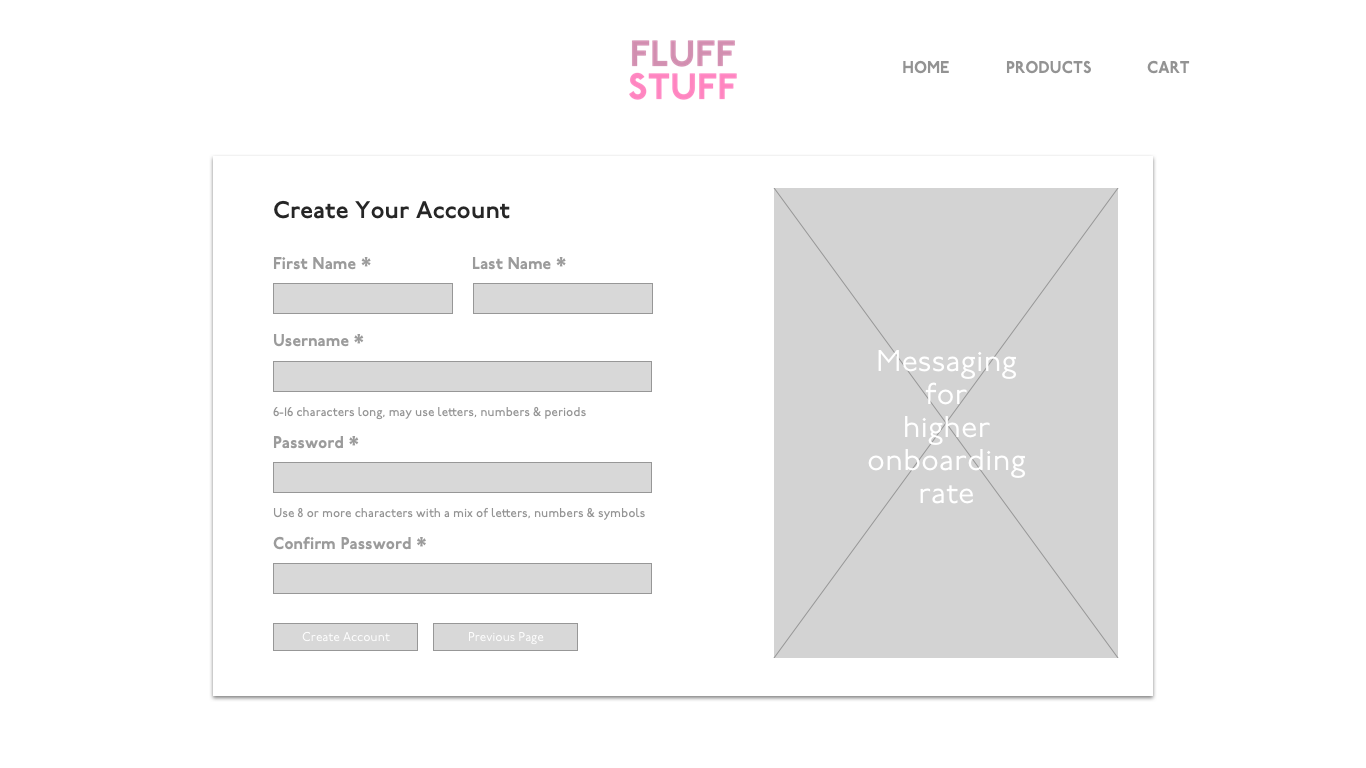 FLUFF
STUFF
HOME
PRODUCTS
CART
Create Your Account
First Name *
Last Name *
Username *
6-16 characters long, may use letters, numbers & periods
Password *
Use 8 or more characters with a mix of letters, numbers & symbols
Confirm Password *
Create Account
Previous Page
Messaging
for
higher
onboarding
rate